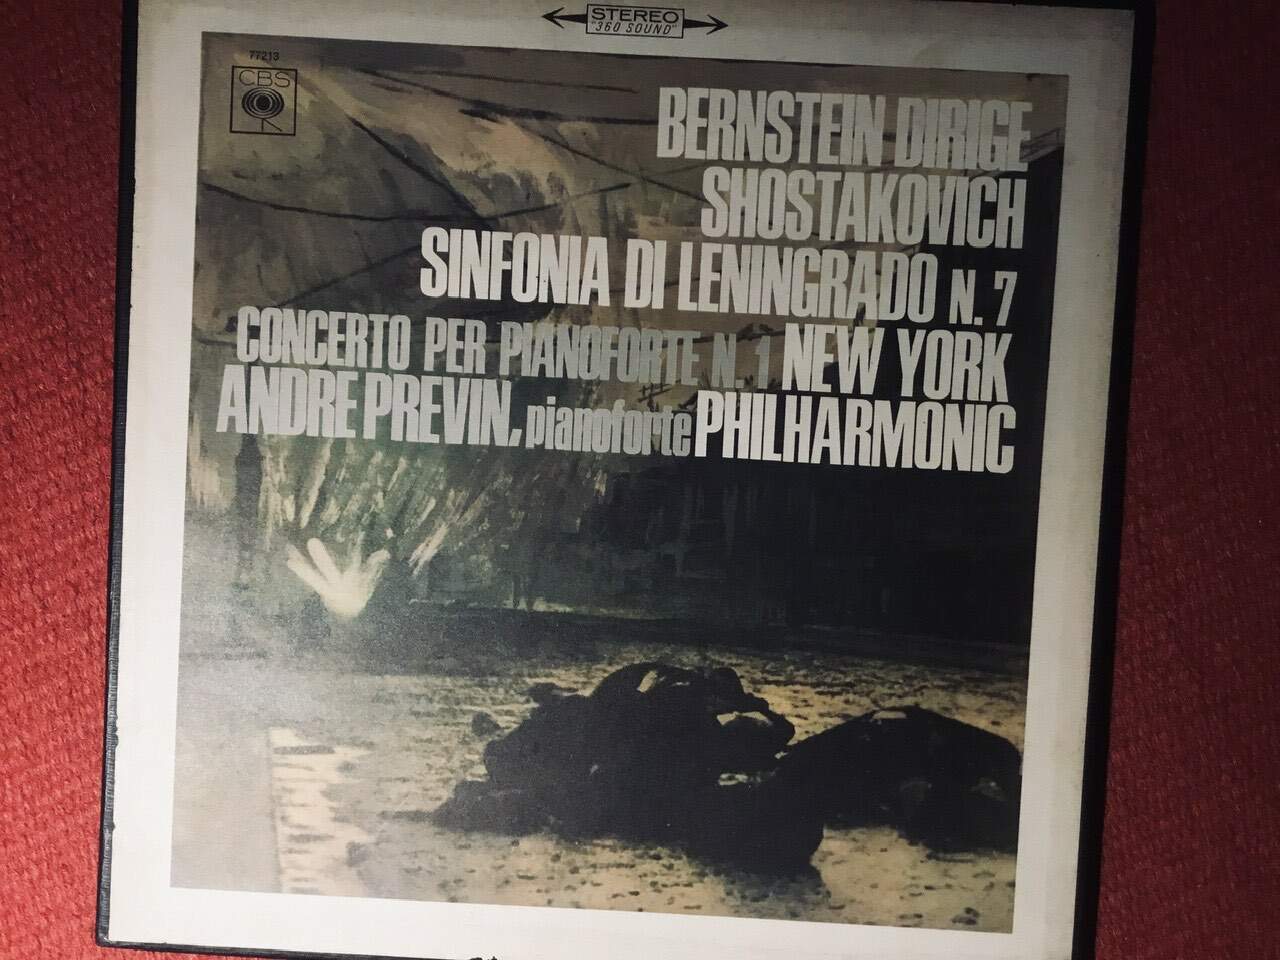 STEREO
"360 SOUND"
77213
CBS
BERNSTEIN DIRIGE
SHOSTAKOVICH
SINFONIA DI LENINGRADO N. 7
CONCERTO PER PIANOFORTE N. 1 NEW YORK
ANDRE PREVIN, pianoforte PHILHARMONIC